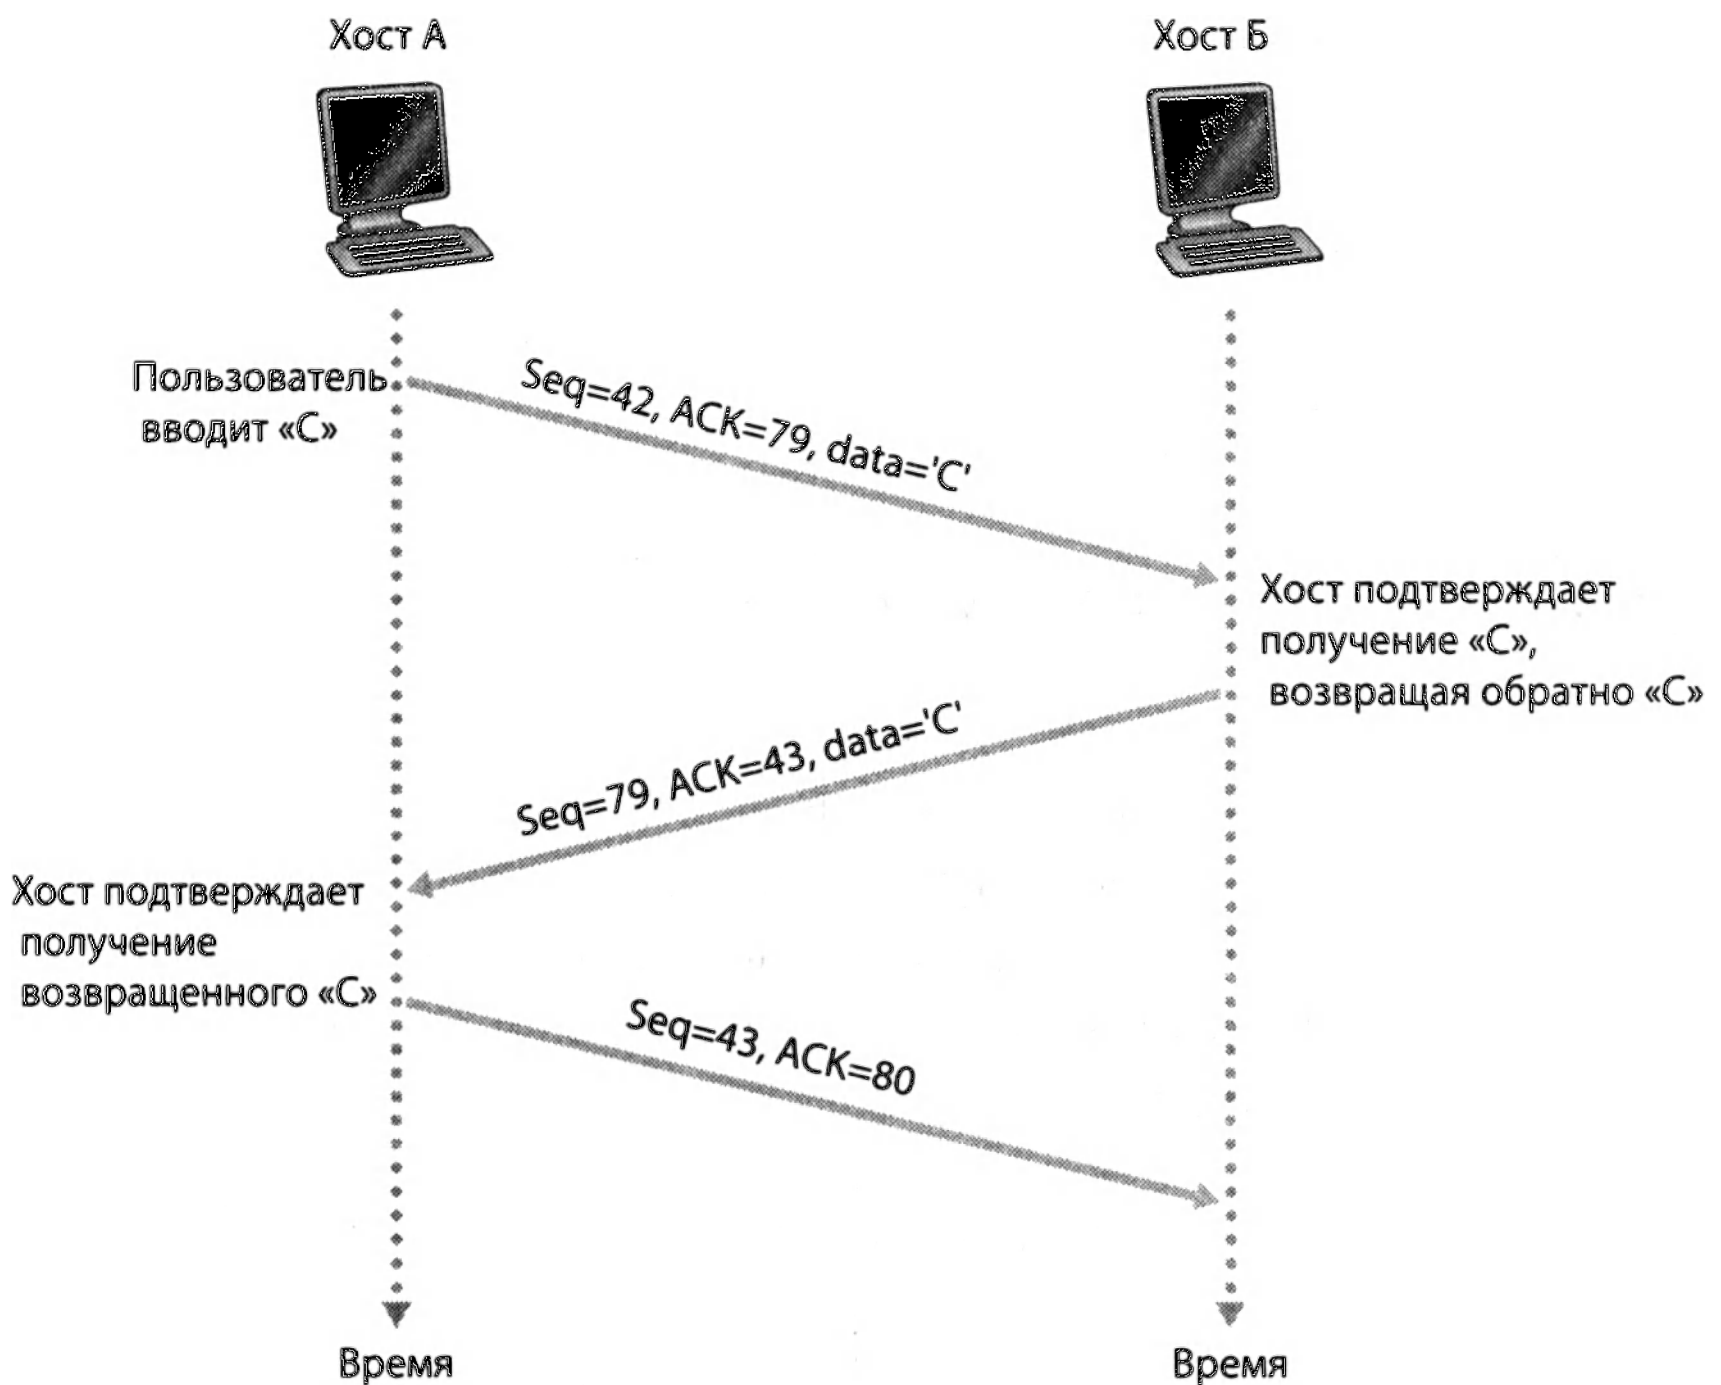 Хост А
Хост Б
Пользователь
вводит «С»
Seq=42, ACK=79, data='C'
Хост подтверждает
получение «С»,
возвращая обратно «С»
Seq=79, ACK=43, data='C'
Хост подтверждает
получение
возвращенного «С»
Seq=43, ACK=80
Время
Время